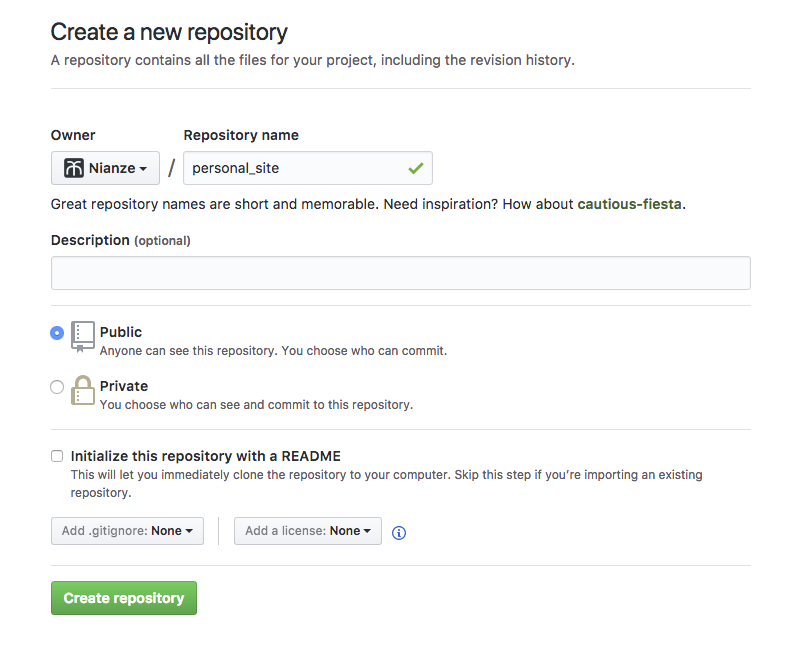 Create a new repository
A repository contains all the files for your project, including the revision history.
Owner Repository name
Nianze / personal_site
Great repository names are short and memorable. Need inspiration? How about cautious-fiesta.
Description (optional)
Public
Anyone can see this repository. You choose who can commit.
Private
You choose who can see and commit to this repository.
Initialize this repository with a README
This will let you immediately clone the repository to your computer. Skip this step if you’re importing an existing
repository.
Add .gitignore: None Add a license: None
Create repository